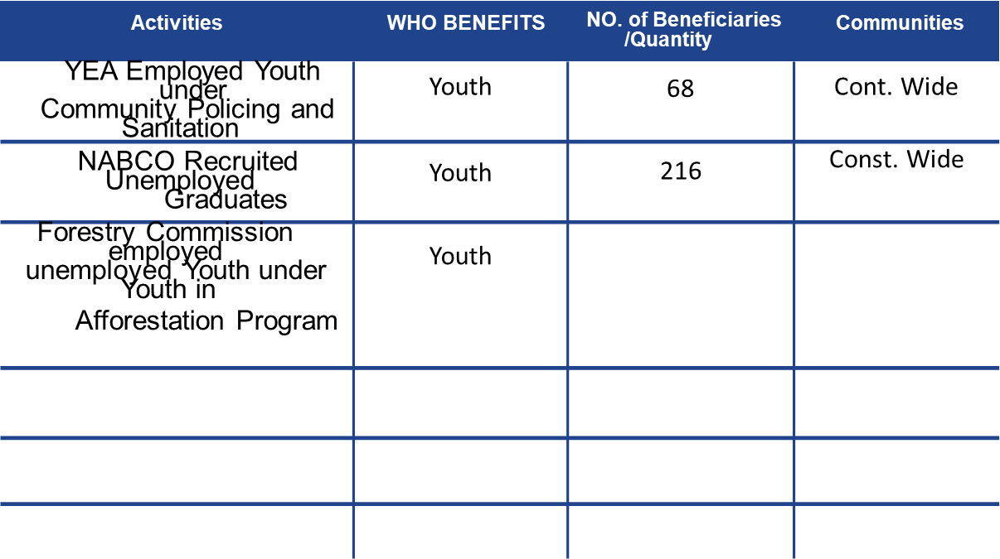 Activities
WHO BENEFITS
NO. of Beneficiaries
/Quantity
Communities
YEA Employed Youth
under
Community Policing and
Sanitation
Youth
68
Cont. Wide
NABCO Recruited
Unemployed
Graduates
Youth
216
Const. Wide
Forestry Commission
employed
unemployed Youth under
Youth in
Afforestation Program
Youth